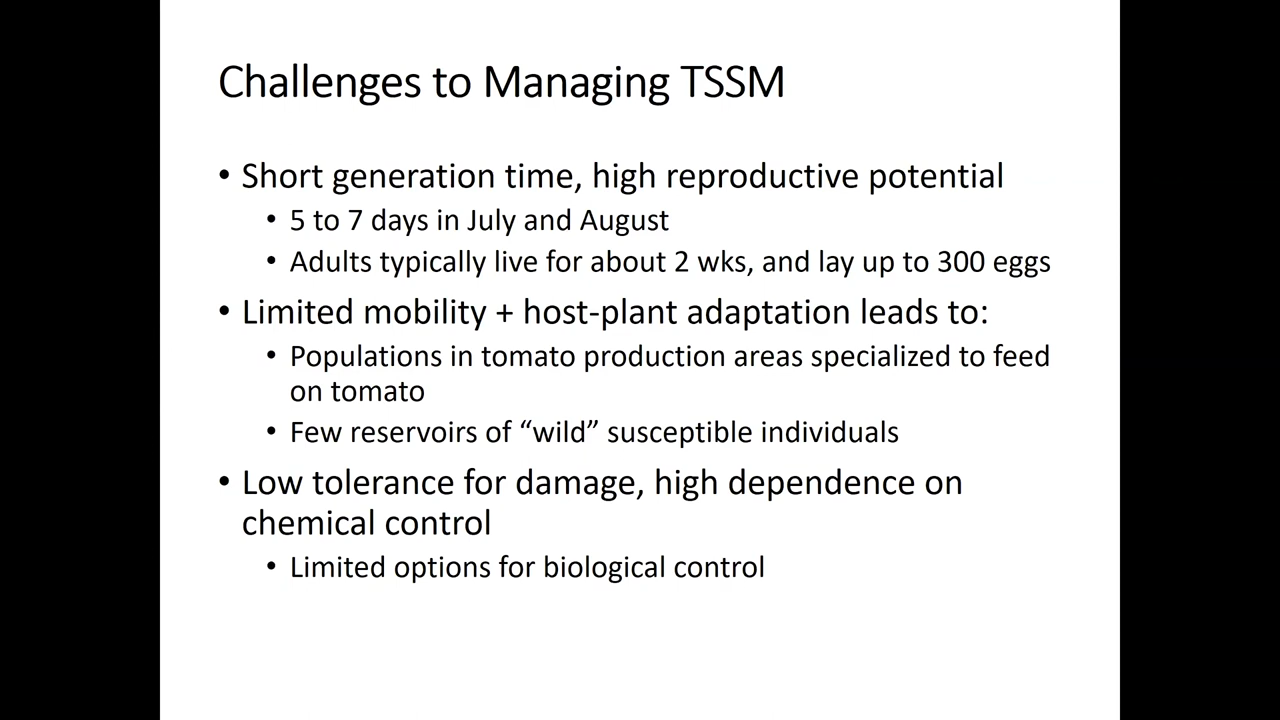 Challenges to Managing TSSM
• Short generation time, high reproductive potential
• 5 to 7 days in July and August
• Adults typically live for about 2 wks, and lay up to 300 eggs
• Limited mobility + host-plant adaptation leads to:
• Populations in tomato production areas specialized to feed
on tomato
• Few reservoirs of “wild” susceptible individuals
• Low tolerance for damage, high dependence on
chemical control
• Limited options for biological control